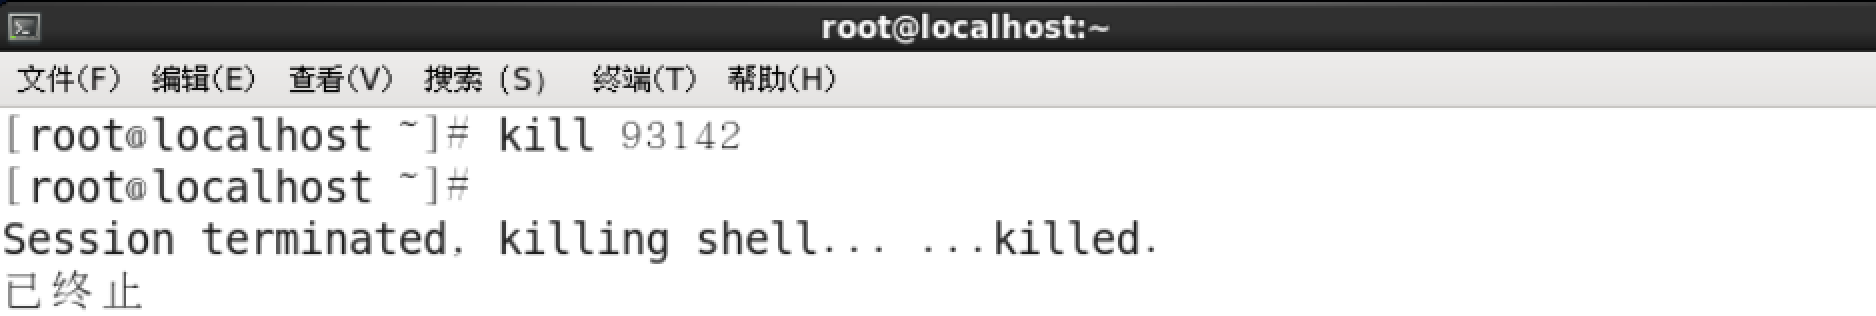 root@localhost:~
文件(F) 编辑(E) 查看(V) 搜索 (S) 终端(T) 帮助(H)
[root@localhost ~]# kill 93142
[root@localhost ~]#
Session terminated, killing shell... ...killed.
已终止